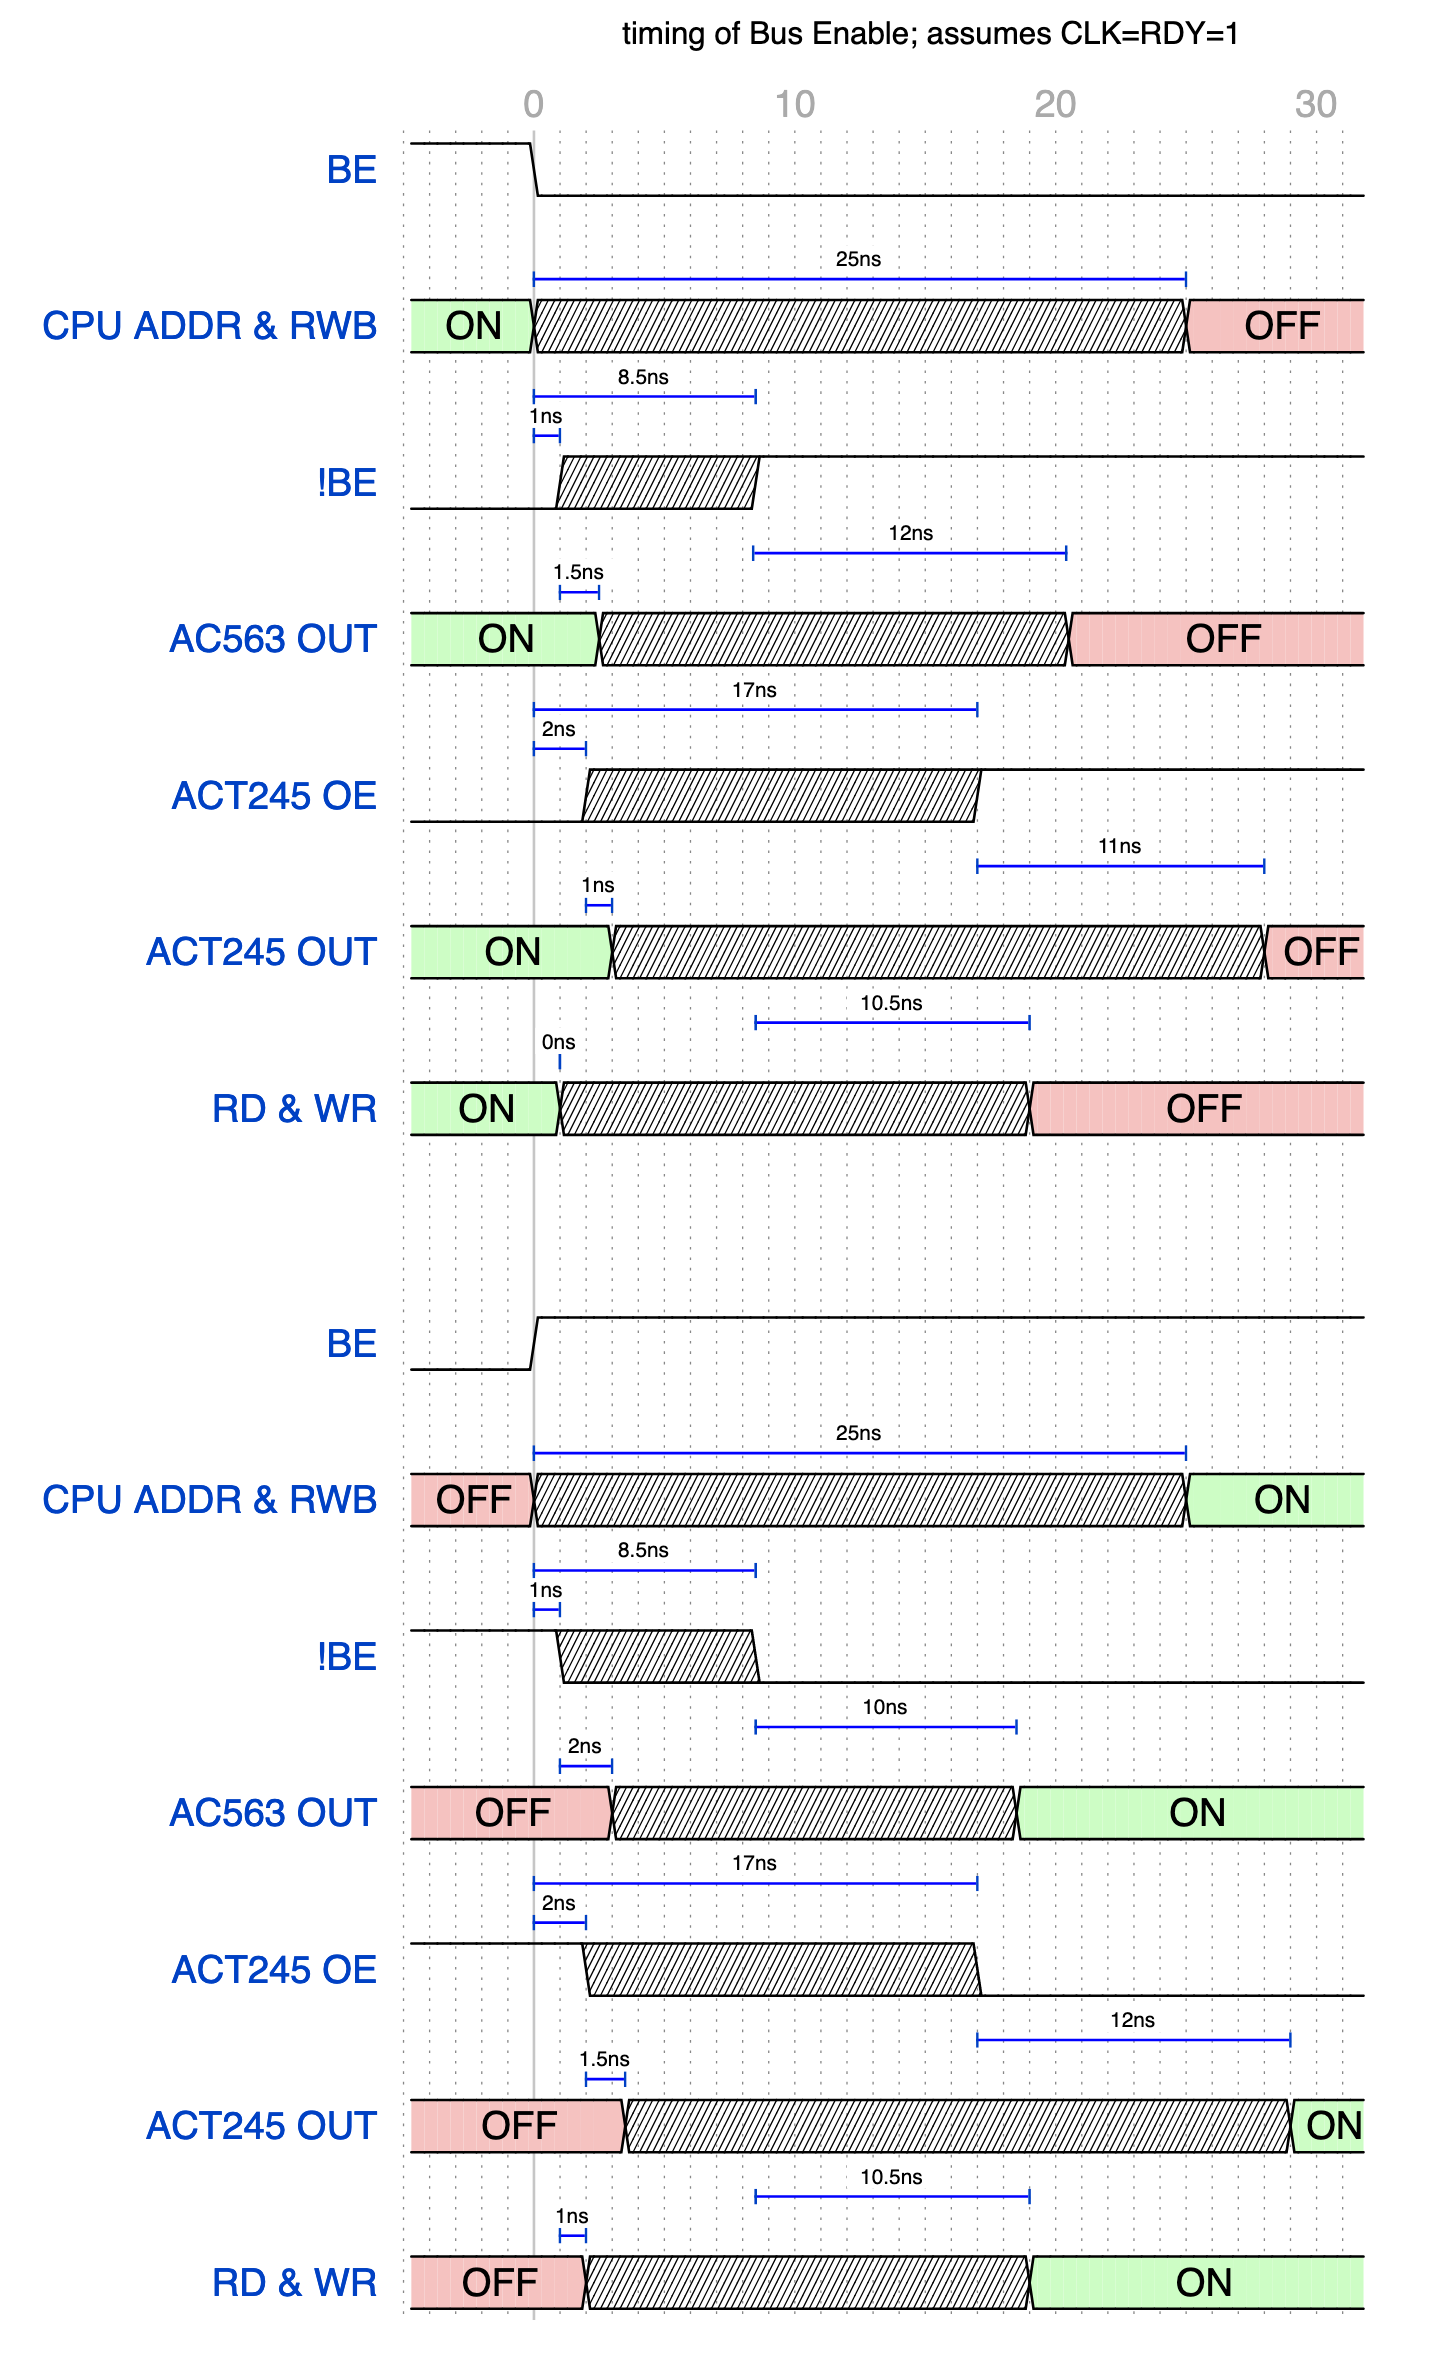 timing of Bus Enable; assumes CLK=RDY=1
0 10 20 30
BE
25ns
CPU ADDR & RWB ON OFF
8.5ns
1ns
!BE
12ns
1.5ns
AC563 OUT ON OFF
17ns
2ns
ACT245 OE
11ns
1ns
ACT245 OUT ON OFF
10.5ns
0ns
RD & WR ON OFF
BE
25ns
CPU ADDR & RWB OFF ON
8.5ns
1ns
!BE
10ns
2ns
AC563 OUT OFF ON
17ns
2ns
ACT245 OE
12ns
1.5ns
ACT245 OUT OFF ON
10.5ns
1ns
RD & WR OFF ON